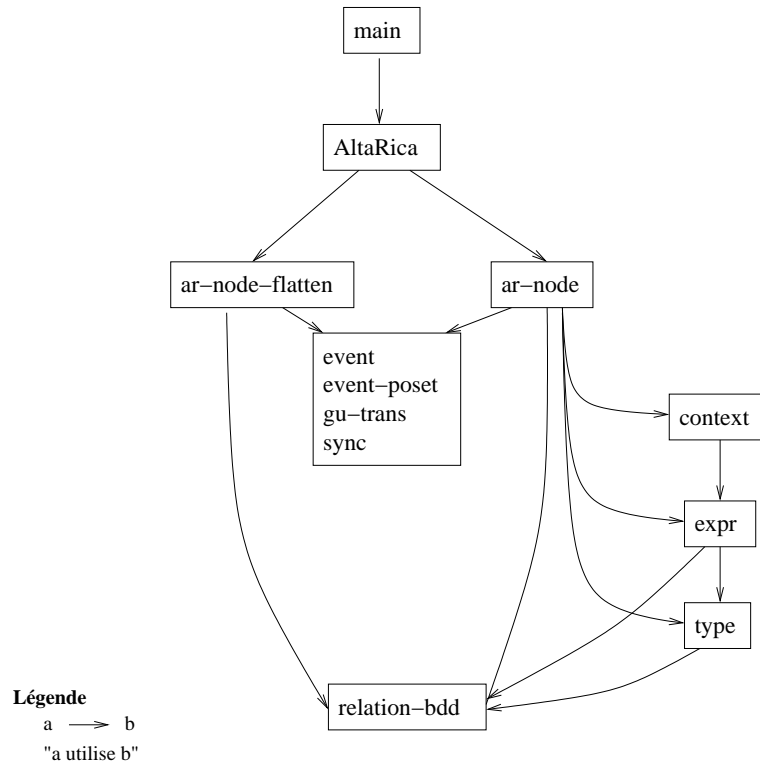 main
AltaRica
ar−node−flatten
ar−node
event
event−poset
gu−trans
sync
context
expr
type
relation−bdd
Légende
a b
"a utilise b"